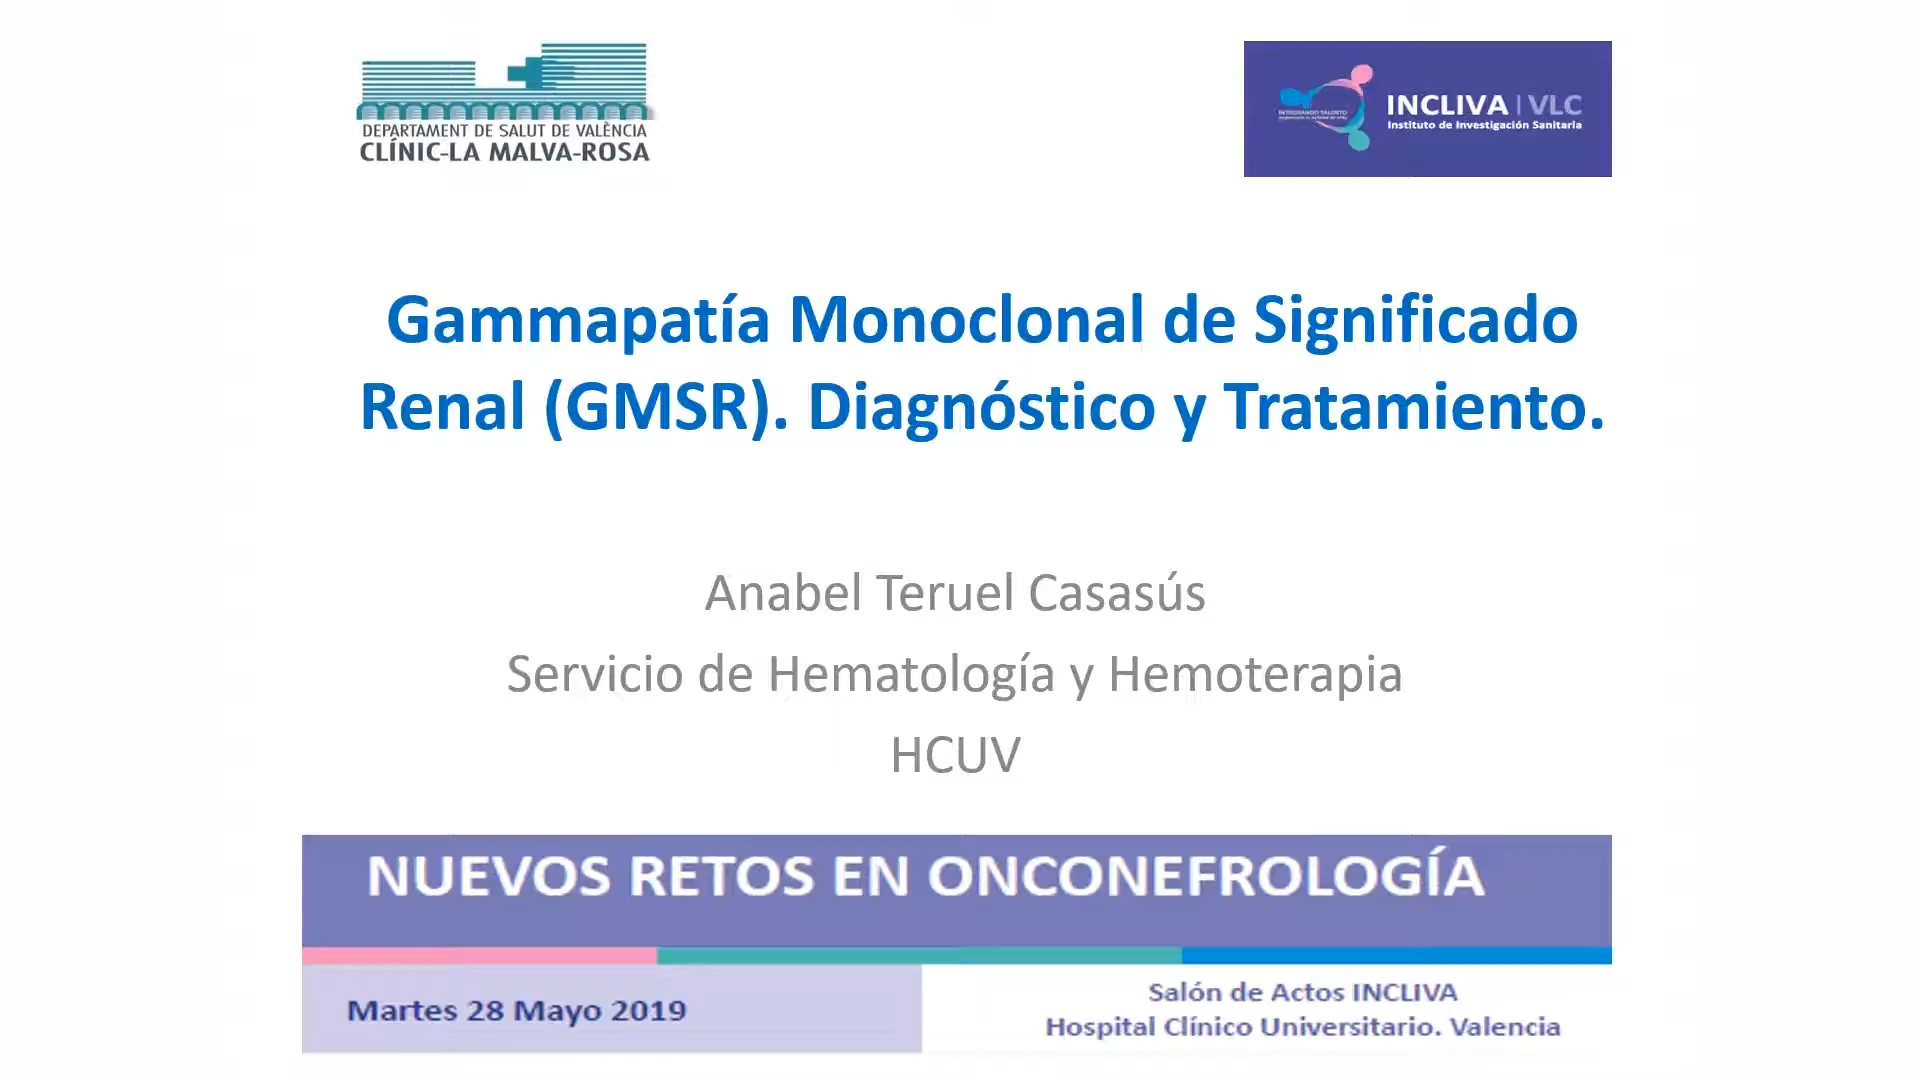 DEPARTAMENT DE SALUT DE VALÈNCIA
CLÍNIC-LA MALVA-ROSA
INCLIVA | VLC
Instituto de Investigación Sanitaria
INTEGRANDO TALENTO
Gammapatía Monoclonal de Significado
Renal (GMSR). Diagnóstico y Tratamiento.
Anabel Teruel Casasús
Servicio de Hematología y Hemoterapia
HCUV
NUEVOS RETOS EN ONCONEFROLOGÍA
Martes 28 Mayo 2019
Salón de Actos INCLIVA
Hospital Clínico Universitario. Valencia